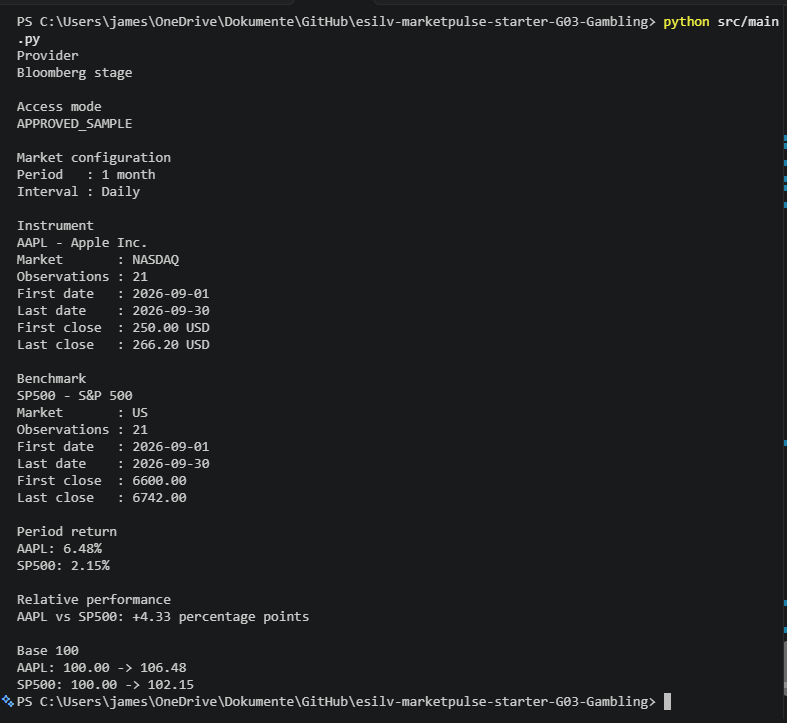 PS C:\Users\james\OneDrive\Dokumente\GitHub\esilv-marketpulse-starter-G03-Gambling> python src/main
.py
Provider
Bloomberg stage
Access mode
APPROVED_SAMPLE
Market configuration
Period   : 1 month
Interval : Daily
Instrument
AAPL - Apple Inc.
Market       : NASDAQ
Observations : 21
First date   : 2026-09-01
Last date    : 2026-09-30
First close  : 250.00 USD
Last close   : 266.20 USD
Benchmark
SP500 - S&P 500
Market       : US
Observations : 21
First date   : 2026-09-01
Last date    : 2026-09-30
First close  : 6600.00
Last close   : 6742.00
Period return
AAPL: 6.48%
SP500: 2.15%
Relative performance
AAPL vs SP500: +4.33 percentage points
Base 100
AAPL: 100.00 -> 106.48
SP500: 100.00 -> 102.15
PS C:\Users\james\OneDrive\Dokumente\GitHub\esilv-marketpulse-starter-G03-Gambling>